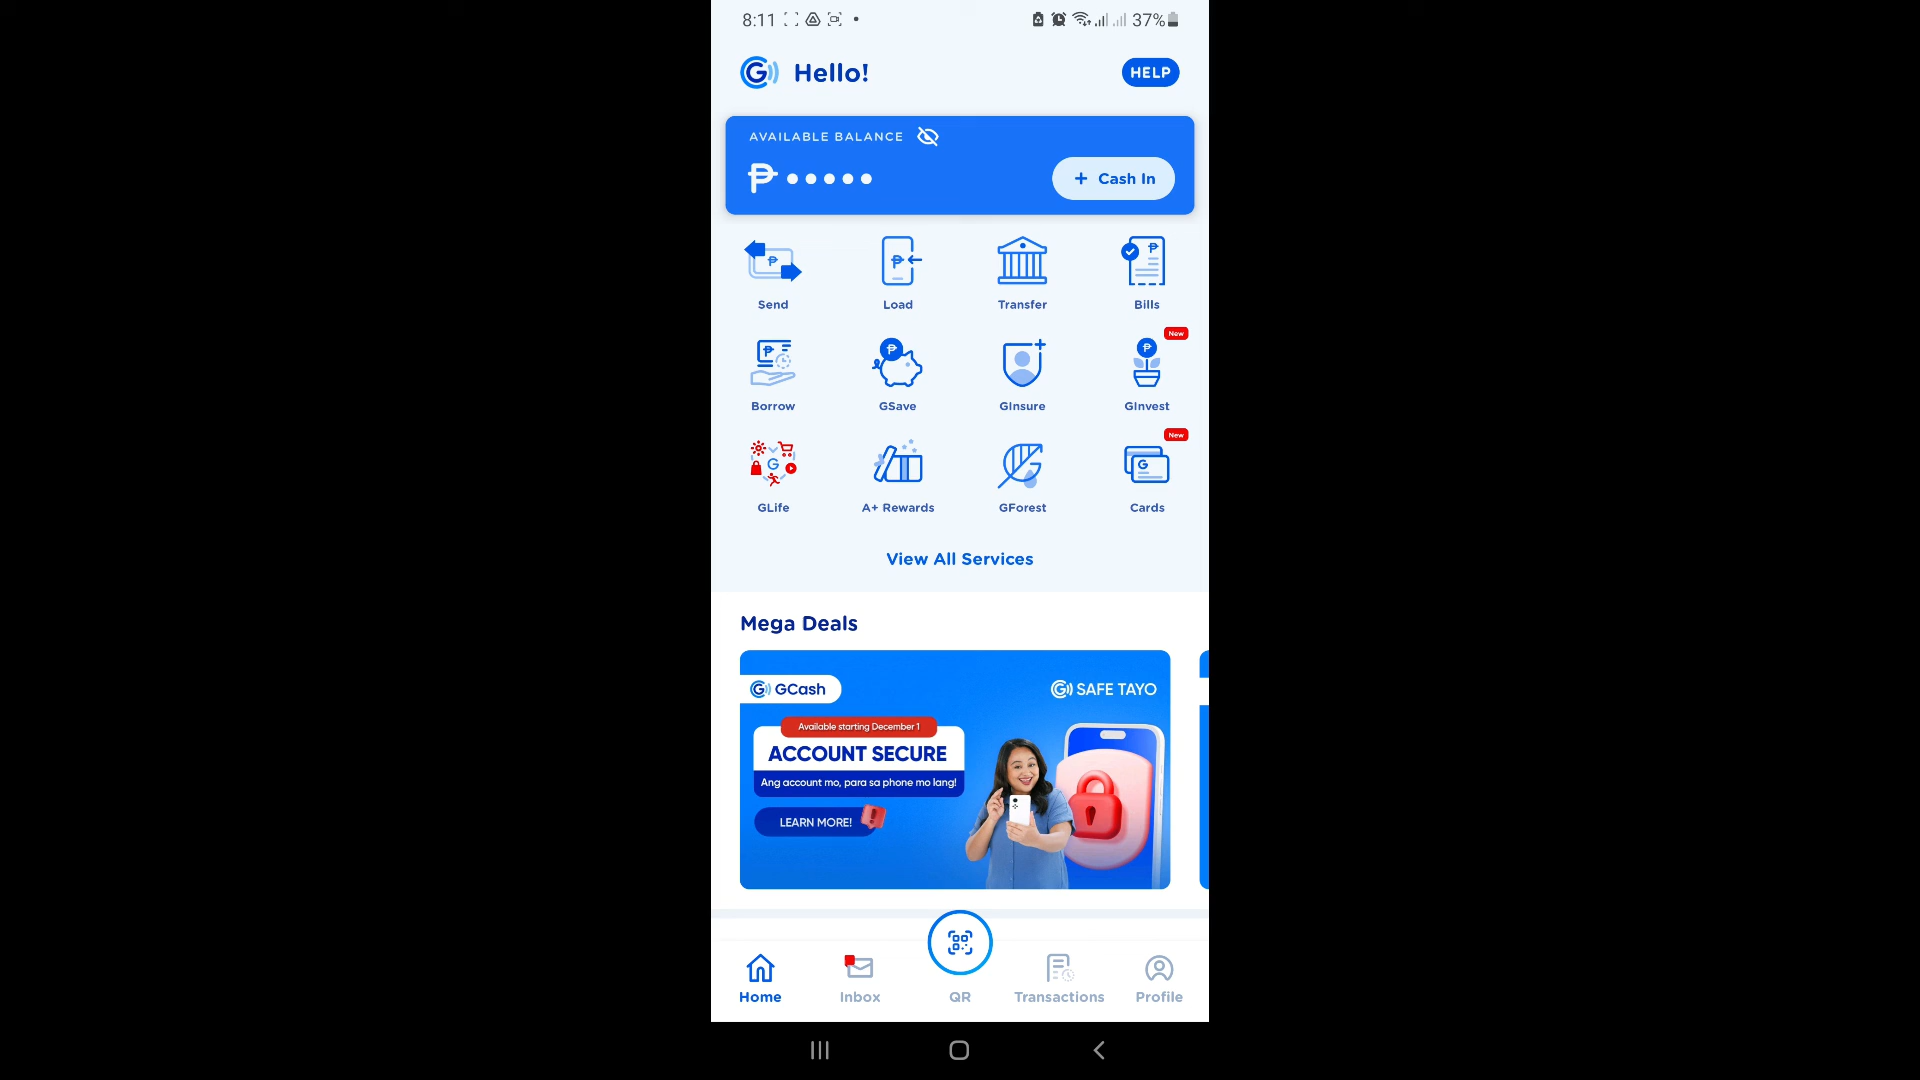 8:11 37%
Hello! HELP
AVAILABLE BALANCE
₱ ••••• + Cash In
Send Load Transfer Bills
New
Borrow GSave GInsure GInvest
New
GLife A+ Rewards GForest Cards
View All Services
Mega Deals
GCash SAFE TAYO
Available starting December 1
ACCOUNT SECURE
Ang account mo, para sa phone mo lang!
LEARN MORE!
Home Inbox QR Transactions Profile